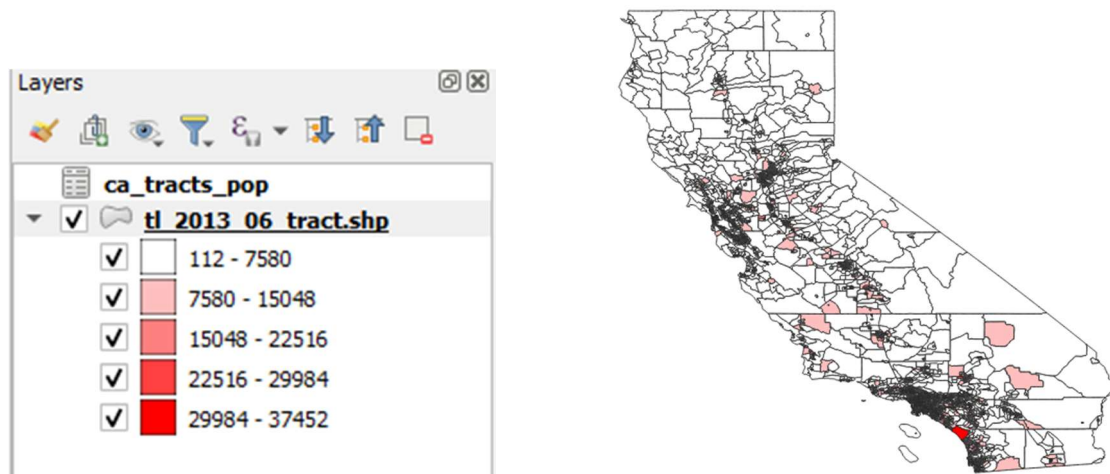 Layers
ca_tracts_pop
tl_2013_06_tract.shp
112 - 7580
7580 - 15048
15048 - 22516
22516 - 29984
29984 - 37452